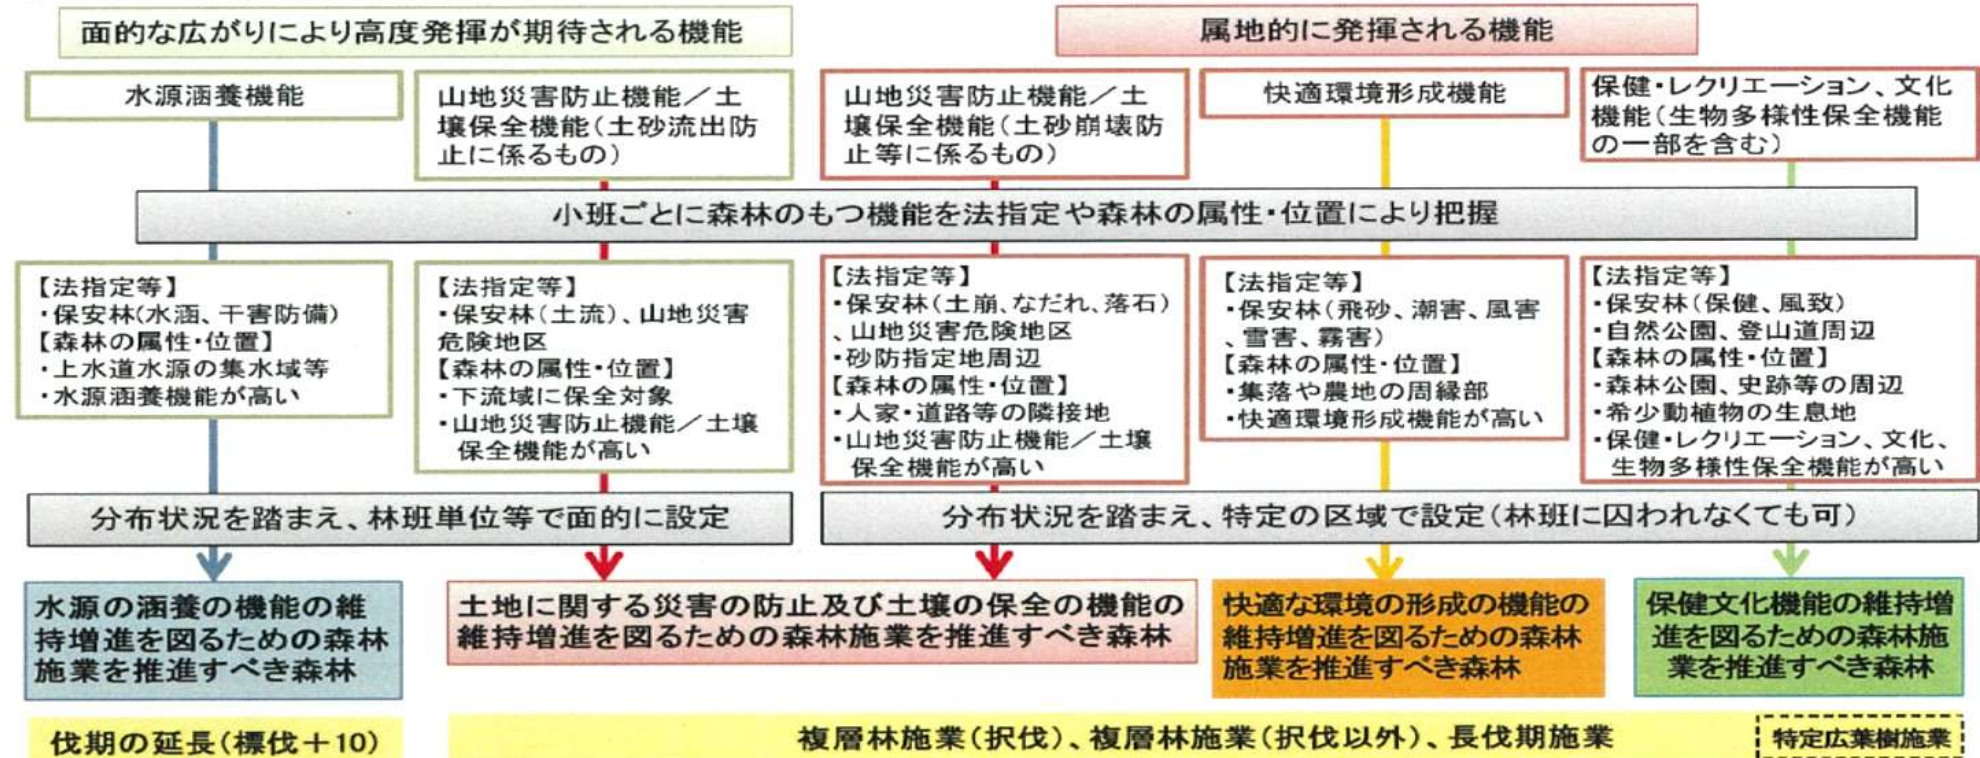 面的な広がりにより高度発揮が期待される機能
属地的に発揮される機能
水源涵養機能
山地災害防止機能／土
壌保全機能（土砂流出防
止に係るもの）
山地災害防止機能／土
壌保全機能（土砂崩壊防
止等に係るもの）
快適環境形成機能
保健・レクリエーション、文化
機能（生物多様性保全機能
の一部を含む）
小班ごとに森林のもつ機能を法指定や森林の属性・位置により把握
【法指定等】
・保安林（水涵、干害防備）
【森林の属性・位置】
・上水道水源の集水域等
・水源涵養機能が高い
【法指定等】
・保安林（土流）、山地災害
危険地区
【森林の属性・位置】
・下流域に保全対象
・山地災害防止機能／土壌
保全機能が高い
【法指定等】
・保安林（土崩、なだれ、落石）
、山地災害危険地区
・砂防指定地周辺
【森林の属性・位置】
・人家・道路等の隣接地
・山地災害防止機能／土壌
保全機能が高い
【法指定等】
・保安林（飛砂、潮害、風害
、雪害、霧害）
【森林の属性・位置】
・集落や農地の周縁部
・快適環境形成機能が高い
【法指定等】
・保安林（保健、風致）
・自然公園、登山道周辺
【森林の属性・位置】
・森林公園、史跡等の周辺
・希少動植物の生息地
・保健・レクリエーション、文化、
生物多様性保全機能が高い
分布状況を踏まえ、林班単位等で面的に設定
分布状況を踏まえ、特定の区域で設定（林班に囚われなくても可）
水源の涵養の機能の維
持増進を図るための森林
施業を推進すべき森林
土地に関する災害の防止及び土壌の保全の機能の
維持増進を図るための森林施業を推進すべき森林
快適な環境の形成の機能の
維持増進を図るための森林
施業を推進すべき森林
保健文化機能の維持増
進を図るための森林施
業を推進すべき森林
伐期の延長（標伐＋10）
複層林施業（択伐）、複層林施業（択伐以外）、長伐期施業
特定広葉樹施業